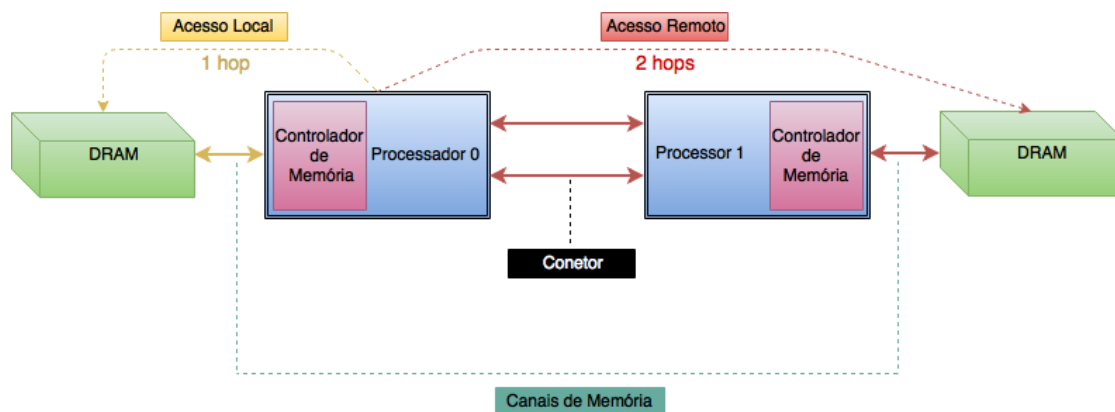 Acesso Local
Acesso Remoto
1 hop
2 hops
DRAM
Controlador
de
Memória
Processador 0
Processor 1
Controlador
de
Memória
DRAM
Conetor
Canais de Memória